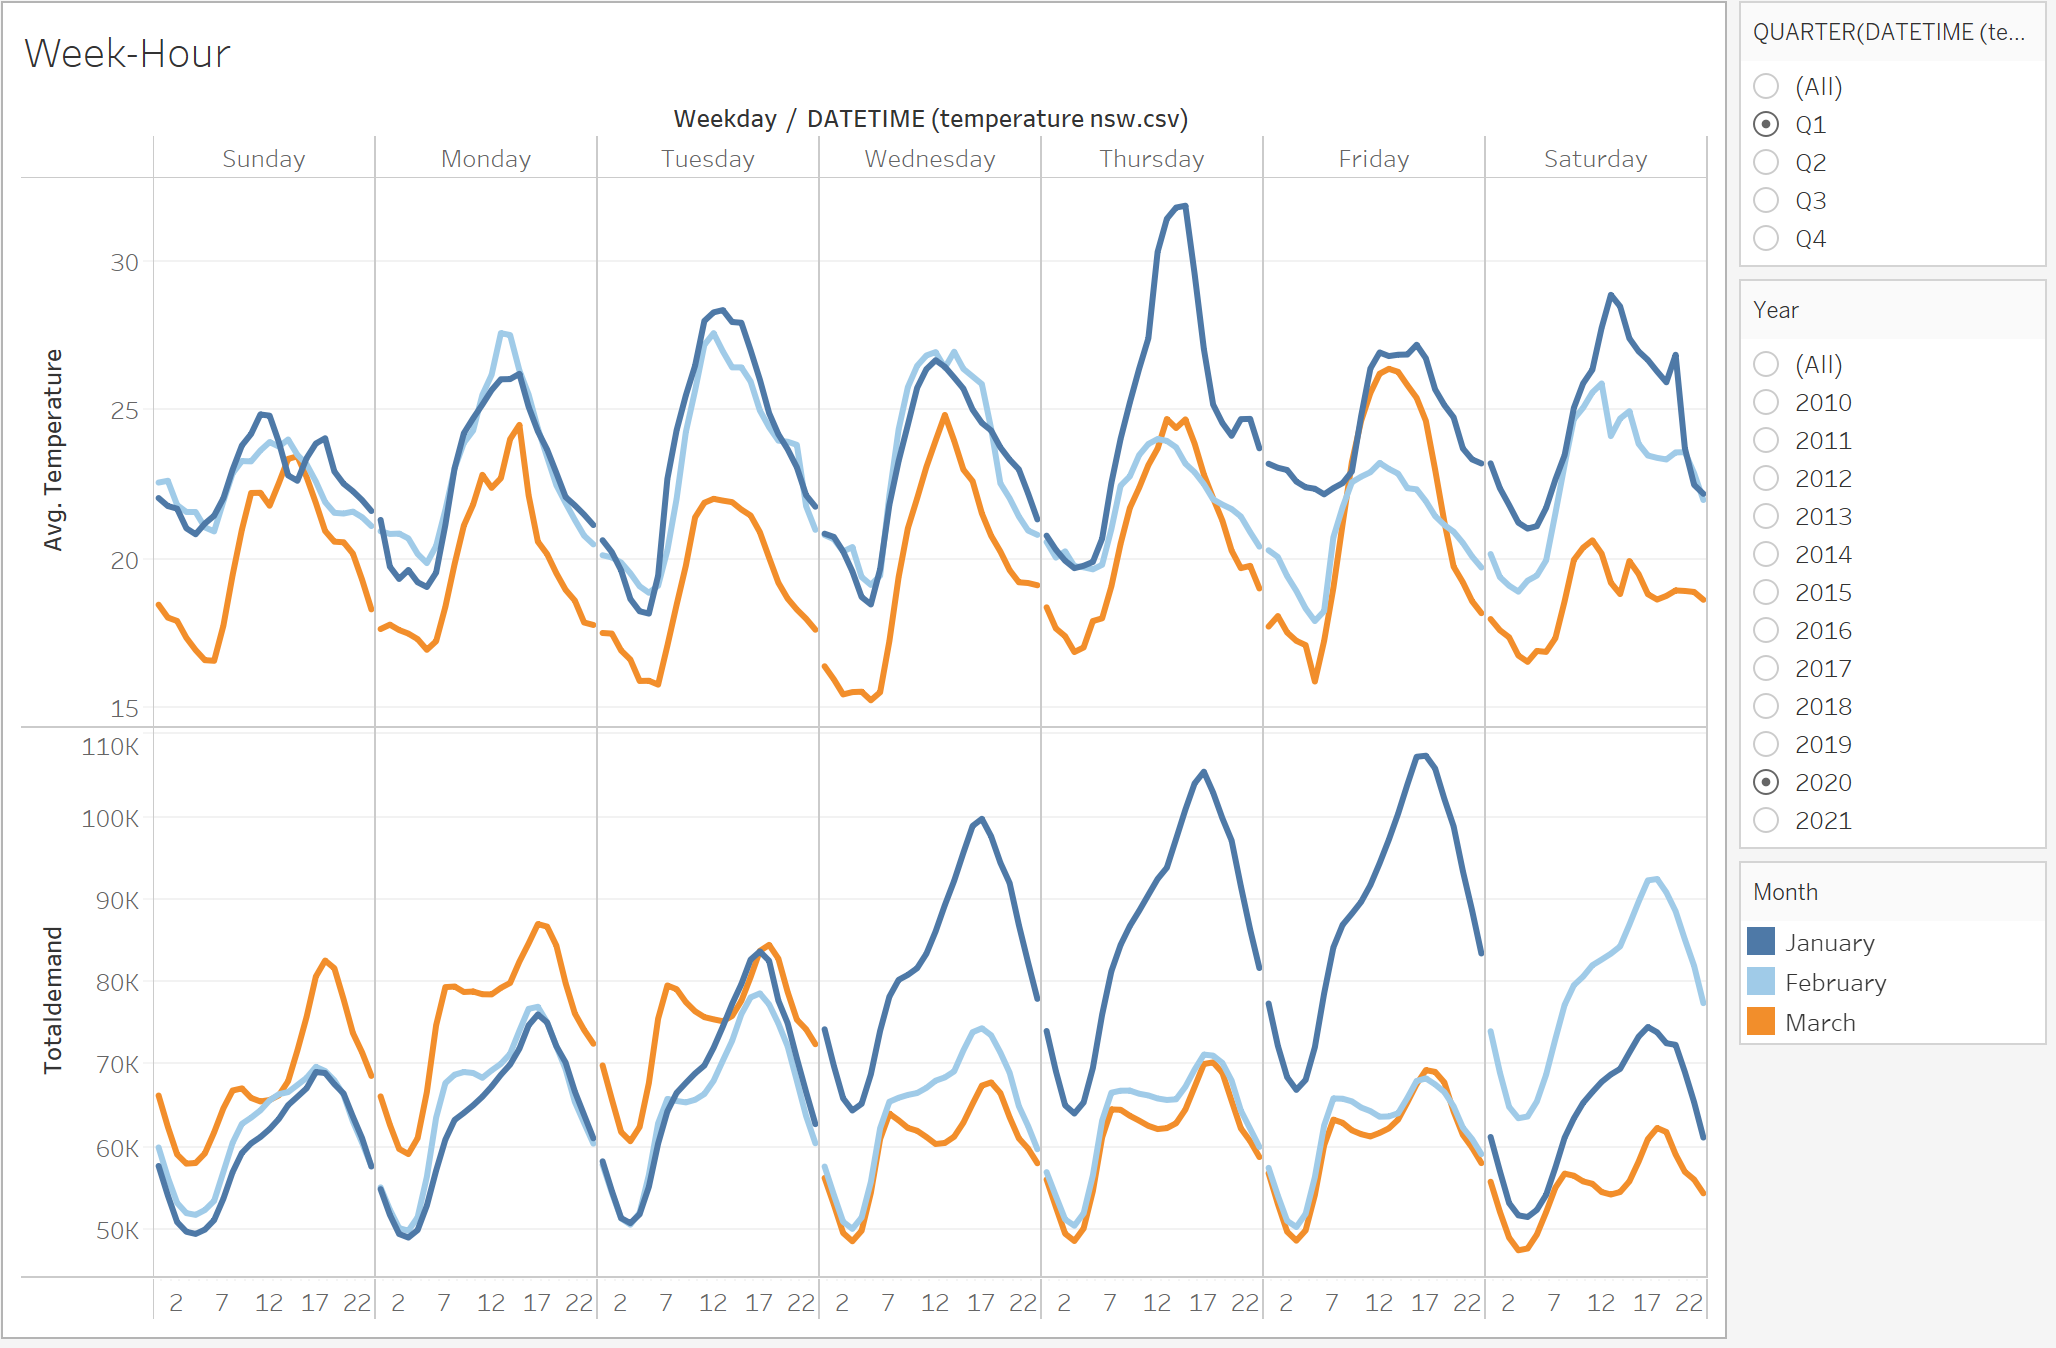 Week-Hour
Weekday / DATETIME (temperature nsw.csv)
Sunday Monday Tuesday Wednesday Thursday Friday Saturday
Avg. Temperature
30
25
20
15
Totaldemand
110K
100K
90K
80K
70K
60K
50K
2 7 12 17 22 2 7 12 17 22 2 7 12 17 22 2 7 12 17 22 2 7 12 17 22 2 7 12 17 22 2 7 12 17 22
QUARTER(DATETIME (te...
(All)
Q1
Q2
Q3
Q4
Year
(All)
2010
2011
2012
2013
2014
2015
2016
2017
2018
2019
2020
2021
Month
January
February
March